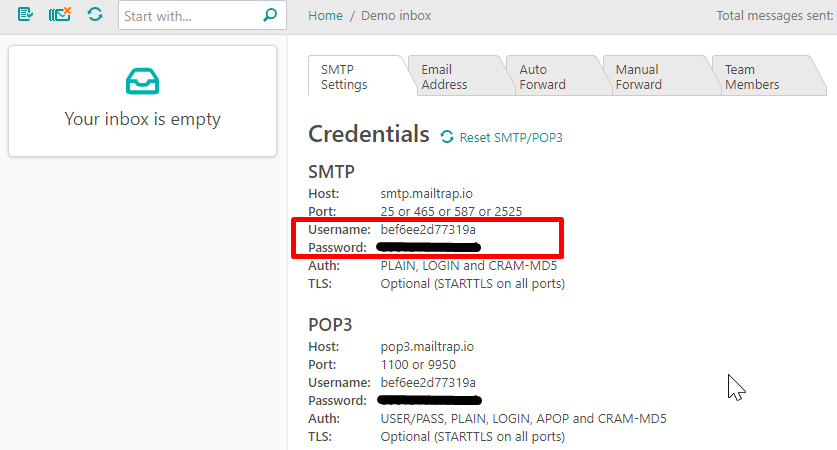 Start with...
Home / Demo inbox
Total messages sent:
Your inbox is empty
SMTP Settings
Email Address
Auto Forward
Manual Forward
Team Members
Credentials Reset SMTP/POP3
SMTP
Host: smtp.mailtrap.io
Port: 25 or 465 or 587 or 2525
Username: bef6ee2d77319a
Password:
Auth: PLAIN, LOGIN and CRAM-MD5
TLS: Optional (STARTTLS on all ports)
POP3
Host: pop3.mailtrap.io
Port: 1100 or 9950
Username: bef6ee2d77319a
Password:
Auth: USER/PASS, PLAIN, LOGIN, APOP and CRAM-MD5
TLS: Optional (STARTTLS on all ports)